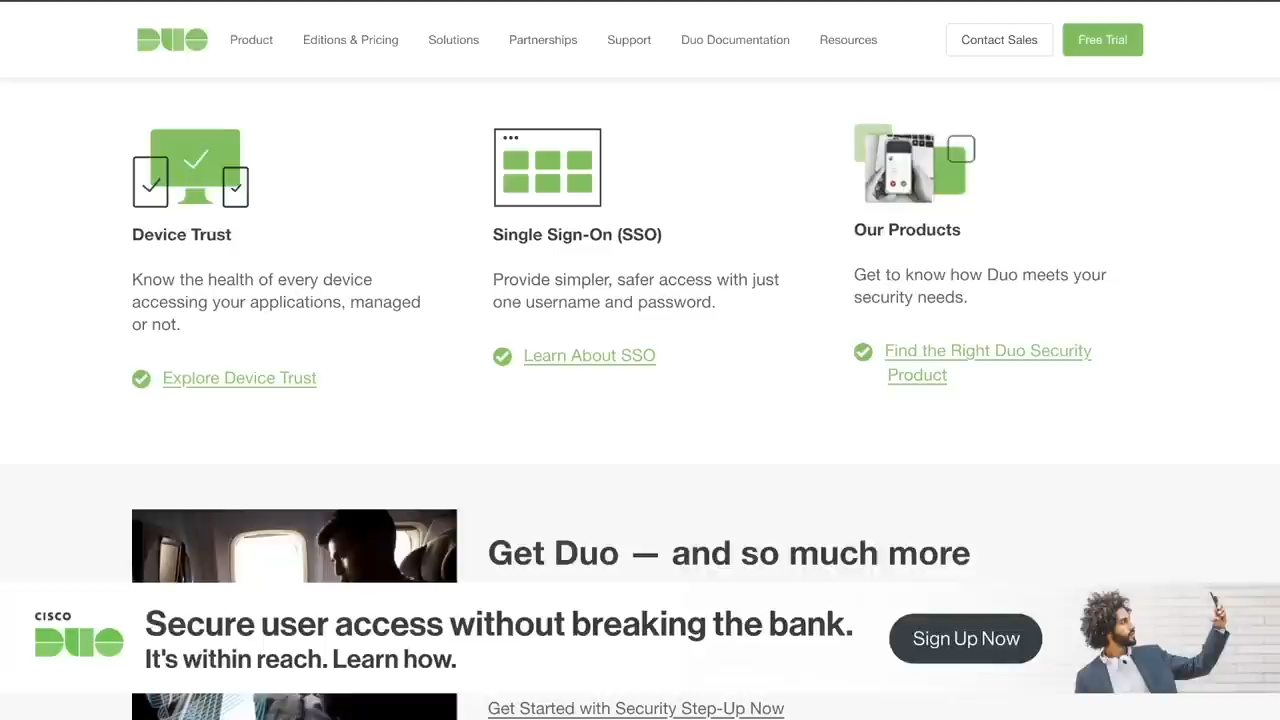 DUO Product Editions & Pricing Solutions Partnerships Support Duo Documentation Resources Contact Sales Free Trial
Device Trust
Know the health of every device
accessing your applications, managed
or not.
Explore Device Trust
Single Sign-On (SSO)
Provide simpler, safer access with just
one username and password.
Learn About SSO
Our Products
Get to know how Duo meets your
security needs.
Find the Right Duo Security
Product
Get Duo — and so much more
CISCO
DUO
Secure user access without breaking the bank.
It's within reach. Learn how.
Sign Up Now
Get Started with Security Step-Up Now